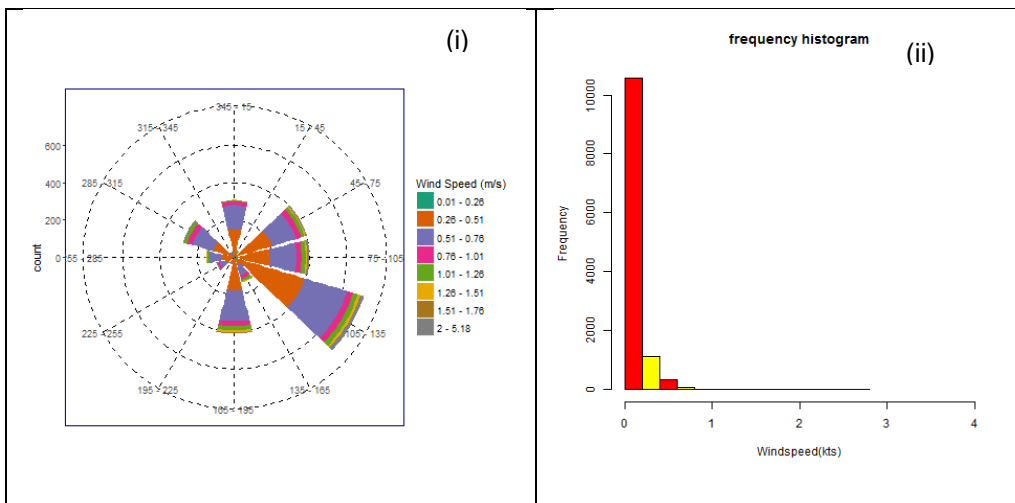 (i)
345 - 15
15 - 45
45 - 75
75 - 105
105 - 135
135 - 165
165 - 195
195 - 225
225 - 255
255 - 285
285 - 315
315 - 345
600
400
200
0
count
Wind Speed (m/s)
0.01 - 0.26
0.26 - 0.51
0.51 - 0.76
0.76 - 1.01
1.01 - 1.26
1.26 - 1.51
1.51 - 1.76
2 - 5.18
frequency histogram
(ii)
10000
8000
6000
4000
2000
0
Frequency
0 1 2 3 4
Windspeed(kts)